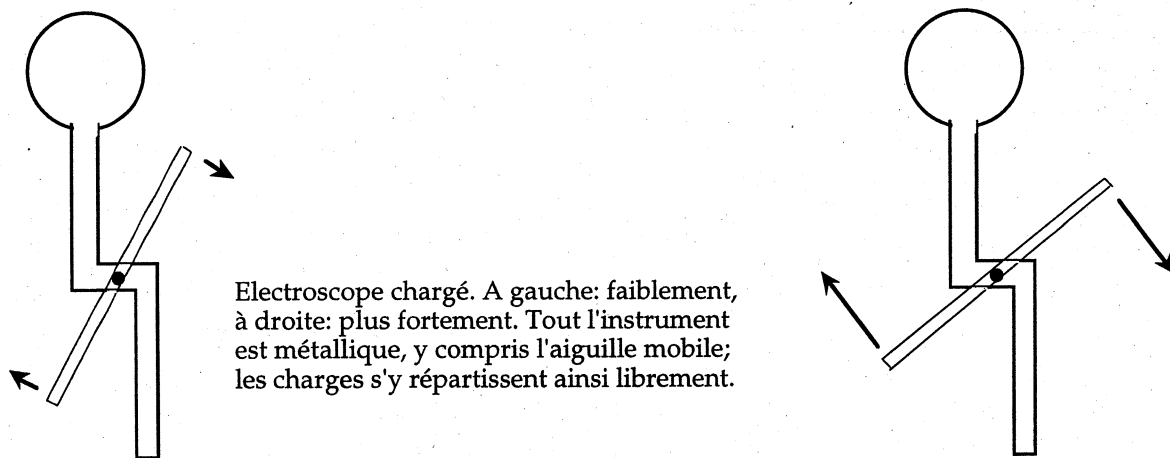 Electroscope chargé. A gauche: faiblement,
à droite: plus fortement. Tout l'instrument
est métallique, y compris l'aiguille mobile;
les charges s'y répartissent ainsi librement.